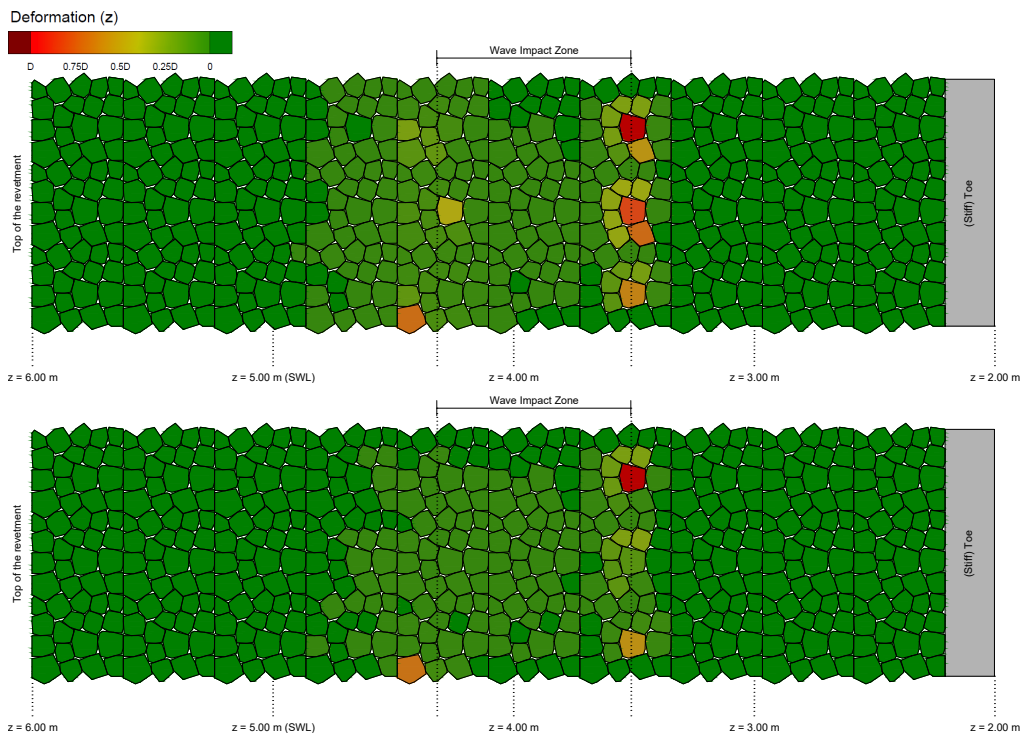 Deformation (z)
D 0.75D 0.5D 0.25D 0
Wave Impact Zone
Top of the revetment
(Stiff) Toe
z = 6.00 m z = 5.00 m (SWL) z = 4.00 m z = 3.00 m z = 2.00 m
Wave Impact Zone
Top of the revetment
(Stiff) Toe
z = 6.00 m z = 5.00 m (SWL) z = 4.00 m z = 3.00 m z = 2.00 m